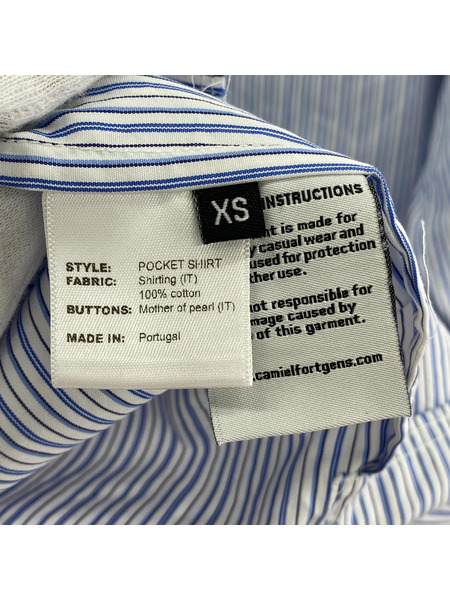 XS
STYLE: POCKET SHIRT
FABRIC: Shirting (IT)
100% cotton
BUTTONS: Mother of pearl (IT)
MADE IN: Portugal
INSTRUCTIONS
is made for
casual wear and
used for protection
her use.
not responsible for
mage caused by
of this garment.
.camielfortgens.com